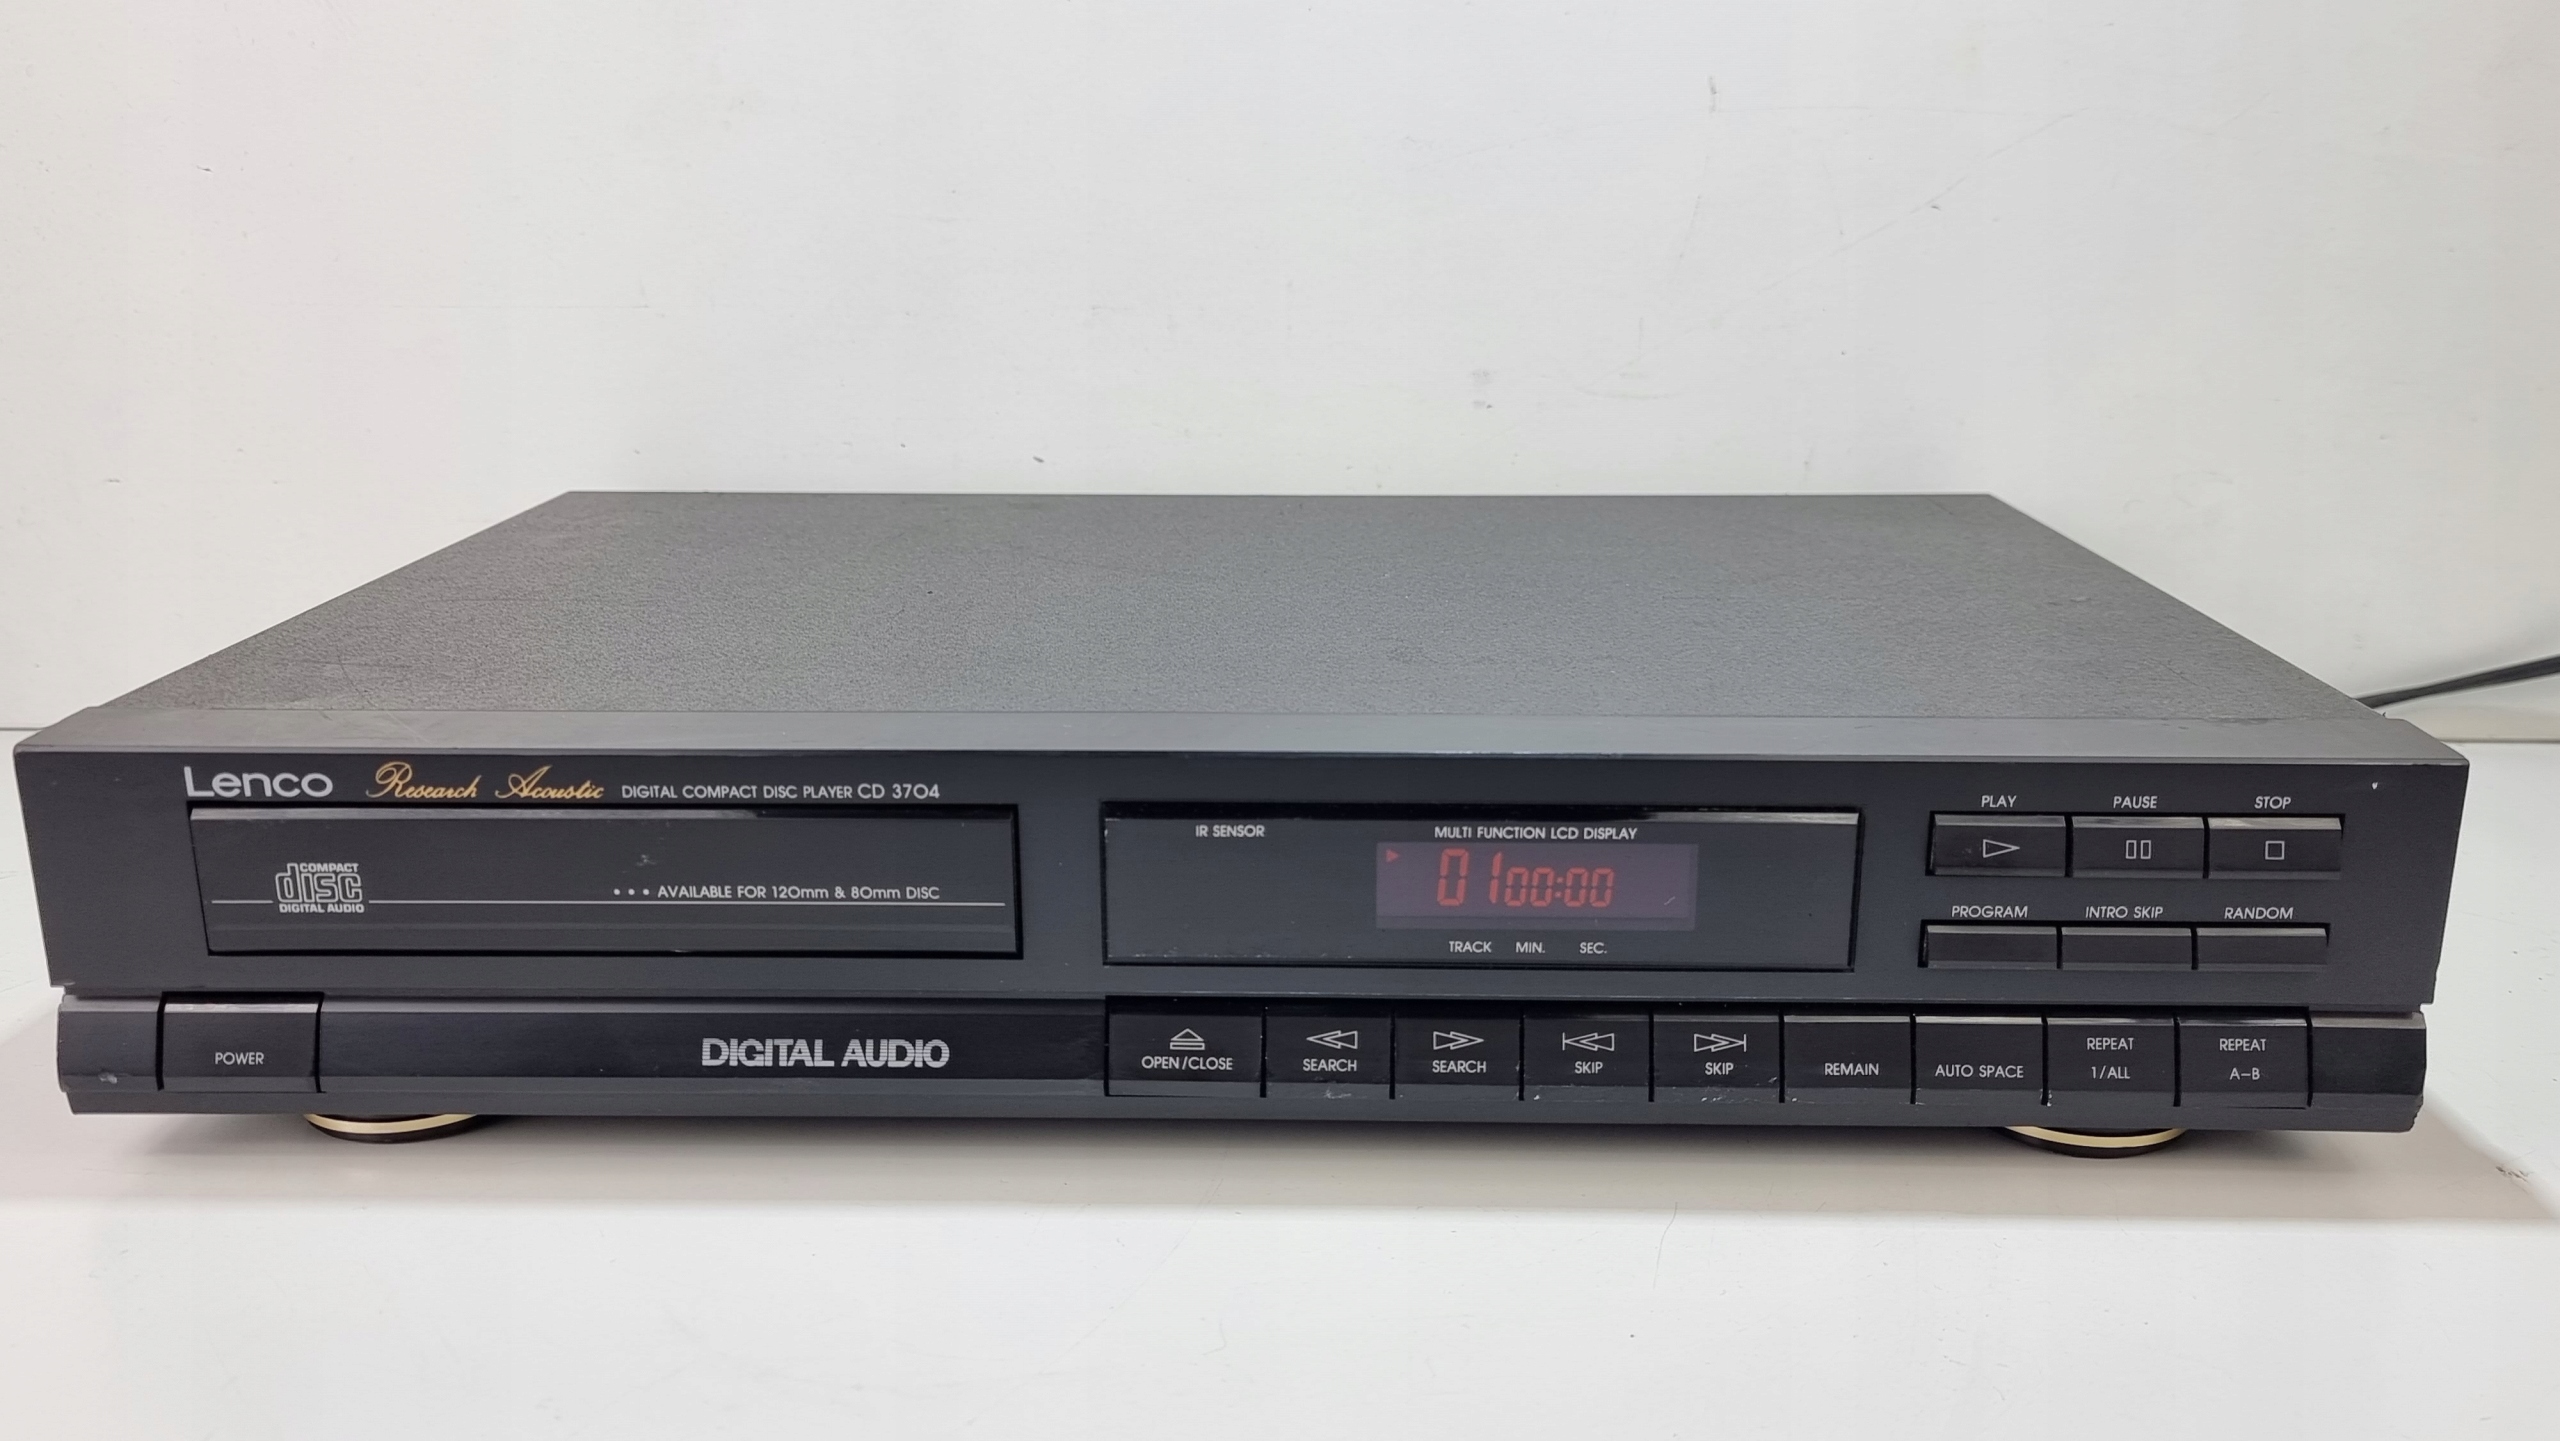 Lenco Research Acoustic DIGITAL COMPACT DISC PLAYER CD 3704
COMPACT
disc
DIGITAL AUDIO
AVAILABLE FOR 120mm & 80mm DISC
IR SENSOR
MULTI FUNCTION LCD DISPLAY
01 00:00
TRACK MIN. SEC.
PLAY PAUSE STOP
PROGRAM INTRO SKIP RANDOM
POWER
DIGITAL AUDIO
OPEN/CLOSE
SEARCH
SEARCH
SKIP
SKIP
REMAIN
AUTO SPACE
REPEAT
1/ALL
REPEAT
A-B